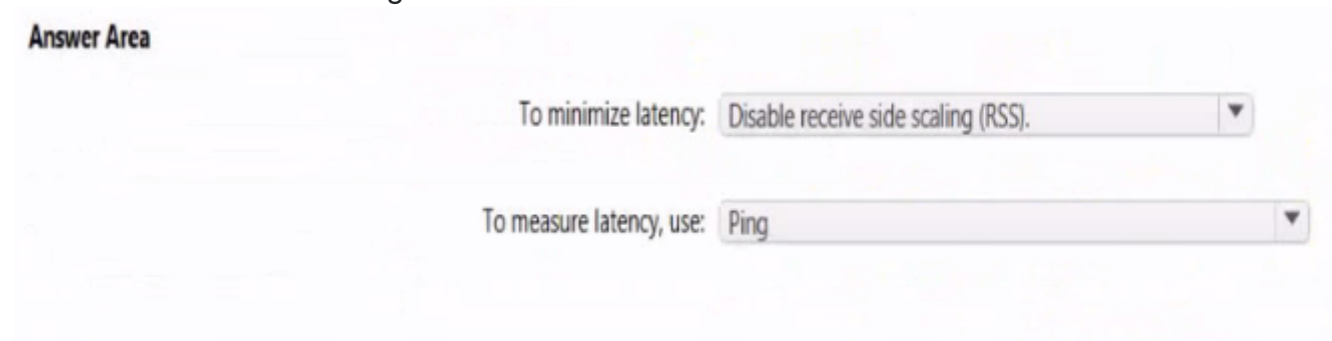 Answer Area
To minimize latency: Disable receive side scaling (RSS).
To measure latency, use: Ping